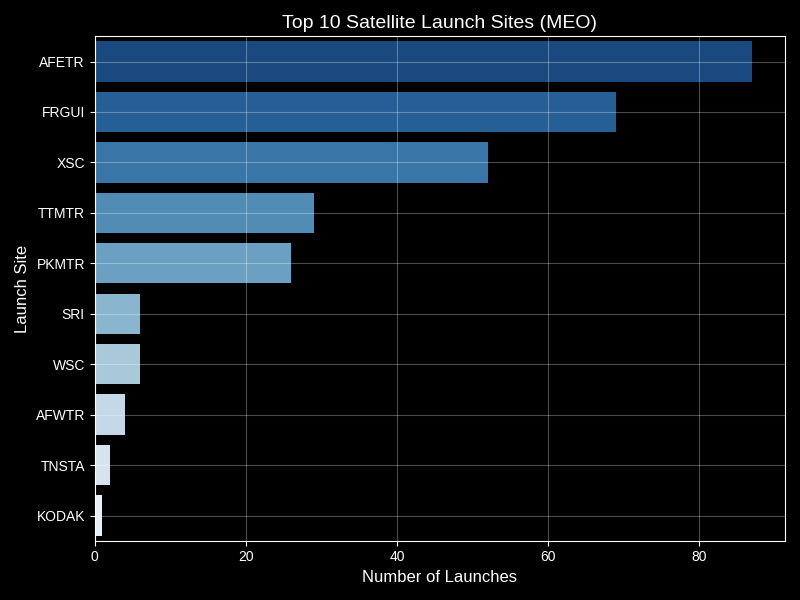 Top 10 Satellite Launch Sites (MEO)
Launch Site
AFETR
FRGUI
XSC
TTMTR
PKMTR
SRI
WSC
AFWTR
TNSTA
KODAK
0 20 40 60 80
Number of Launches